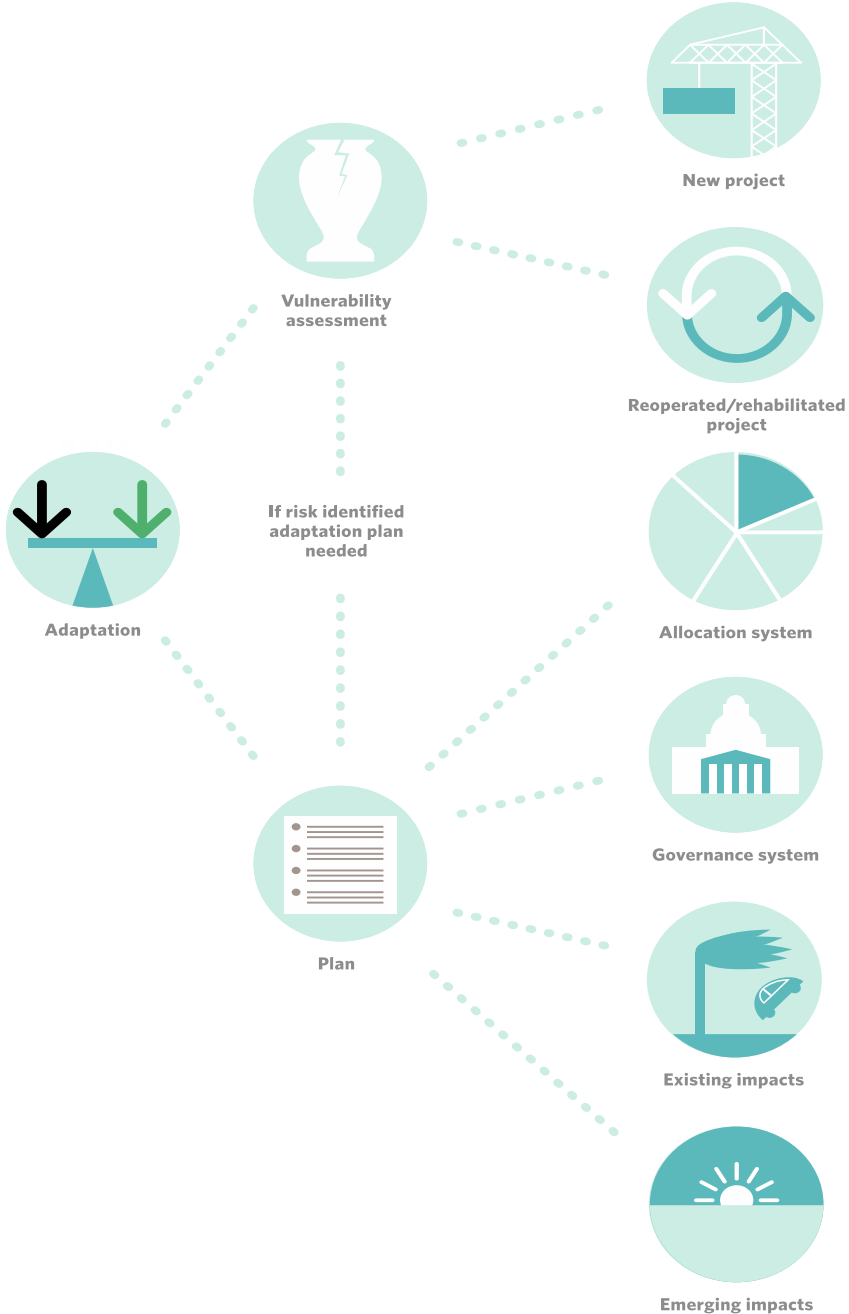 New project
Vulnerability
assessment
Reoperated/rehabilitated
project
If risk identified
adaptation plan
needed
Adaptation
Allocation system
Governance system
Plan
Existing impacts
Emerging impacts